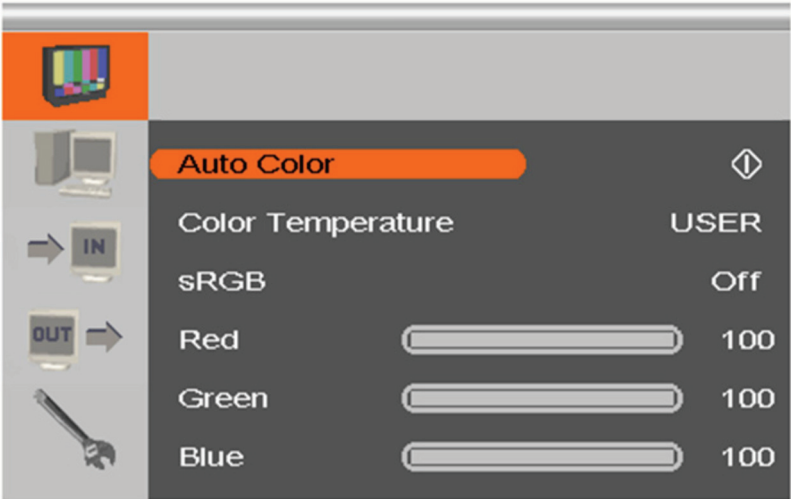 Auto Color
Color Temperature USER
IN
sRGB Off
OUT
Red 100
Green 100
Blue 100